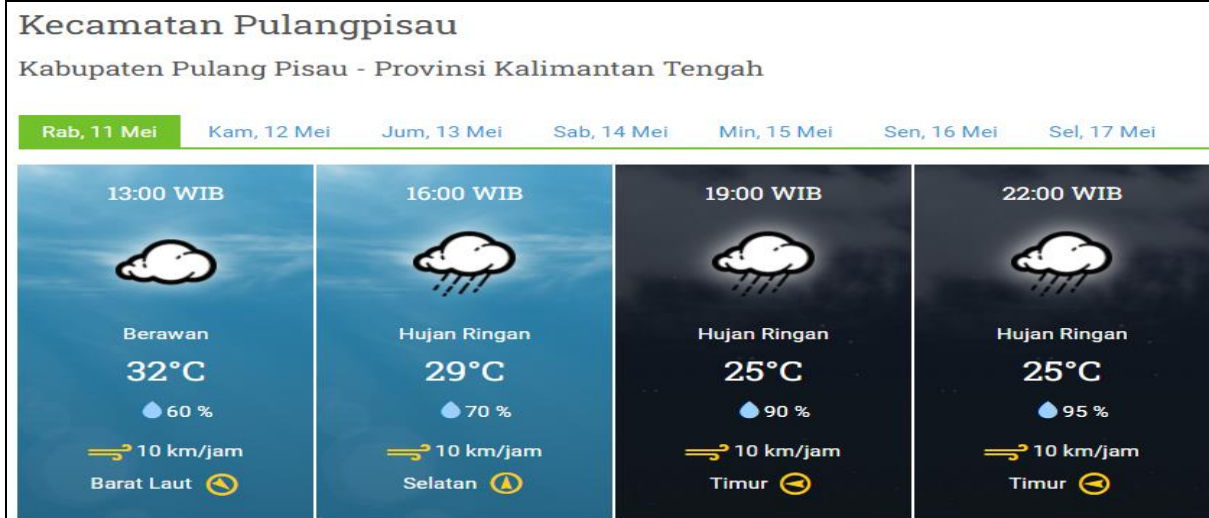 Kecamatan Pulangpisau
Kabupaten Pulang Pisau - Provinsi Kalimantan Tengah
Rab, 11 Mei Kam, 12 Mei Jum, 13 Mei Sab, 14 Mei Min, 15 Mei Sen, 16 Mei Sel, 17 Mei
13:00 WIB 16:00 WIB 19:00 WIB 22:00 WIB
Berawan Hujan Ringan Hujan Ringan Hujan Ringan
32°C 29°C 25°C 25°C
60 % 70 % 90 % 95 %
10 km/jam 10 km/jam 10 km/jam 10 km/jam
Barat Laut Selatan Timur Timur